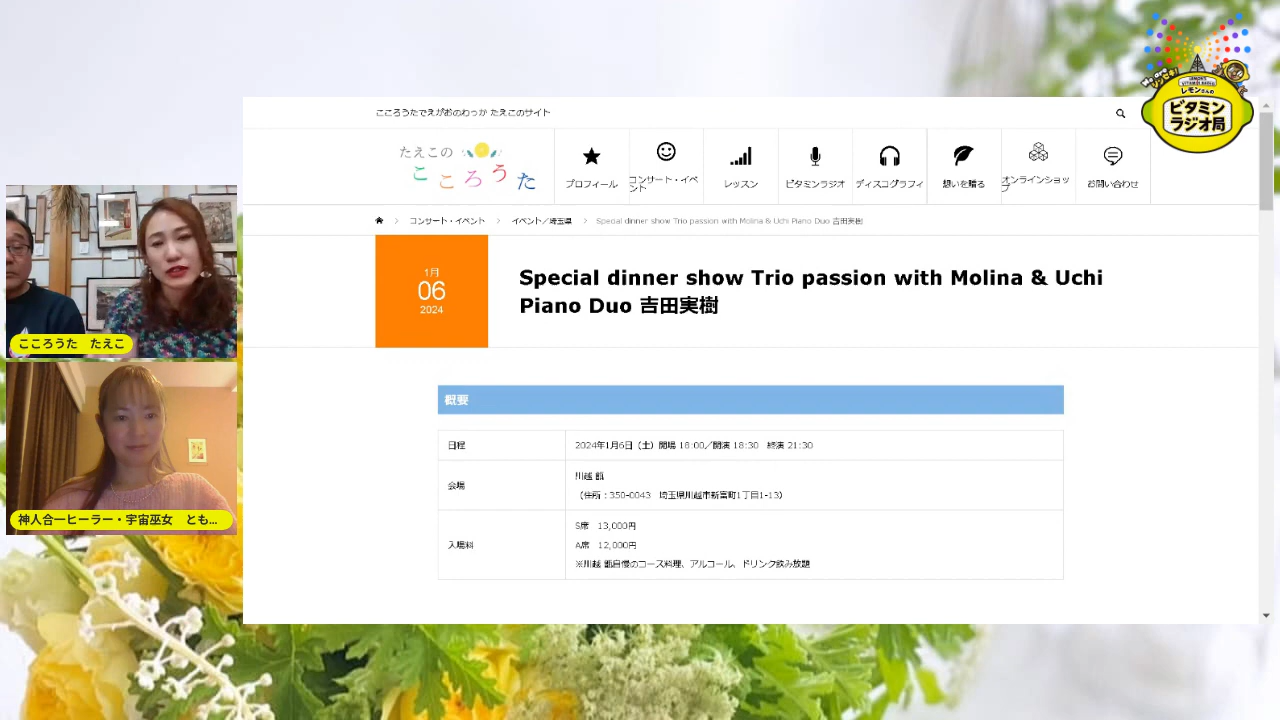 レモンさんの
ビタミン
ラジオ局
こころうたでえがおのわっか たえこのサイト
たえこの
こころうた
プロフィール
コンサート・イベント
レッスン
ビタミンラジオ
ディスコグラフィ
想いを贈る
オンラインショップ
お問い合わせ
コンサート・イベント
イベント／埼玉県
Special dinner show Trio passion with Molina & Uchi Piano Duo 吉田実樹
1月
06
2024
Special dinner show Trio passion with Molina & Uchi
Piano Duo 吉田実樹
概要
日程
2024年1月6日（土）開場 18:00／開演 18:30　終演 21:30
会場
川越 甑
（住所：350-0043　埼玉県川越市新富町1丁目1-13）
入場料
S席　13,000円
A席　12,000円
※川越 甑自慢のコース料理、アルコール、ドリンク飲み放題
こころうた　たえこ
神人合一ヒーラー・宇宙巫女　とも...